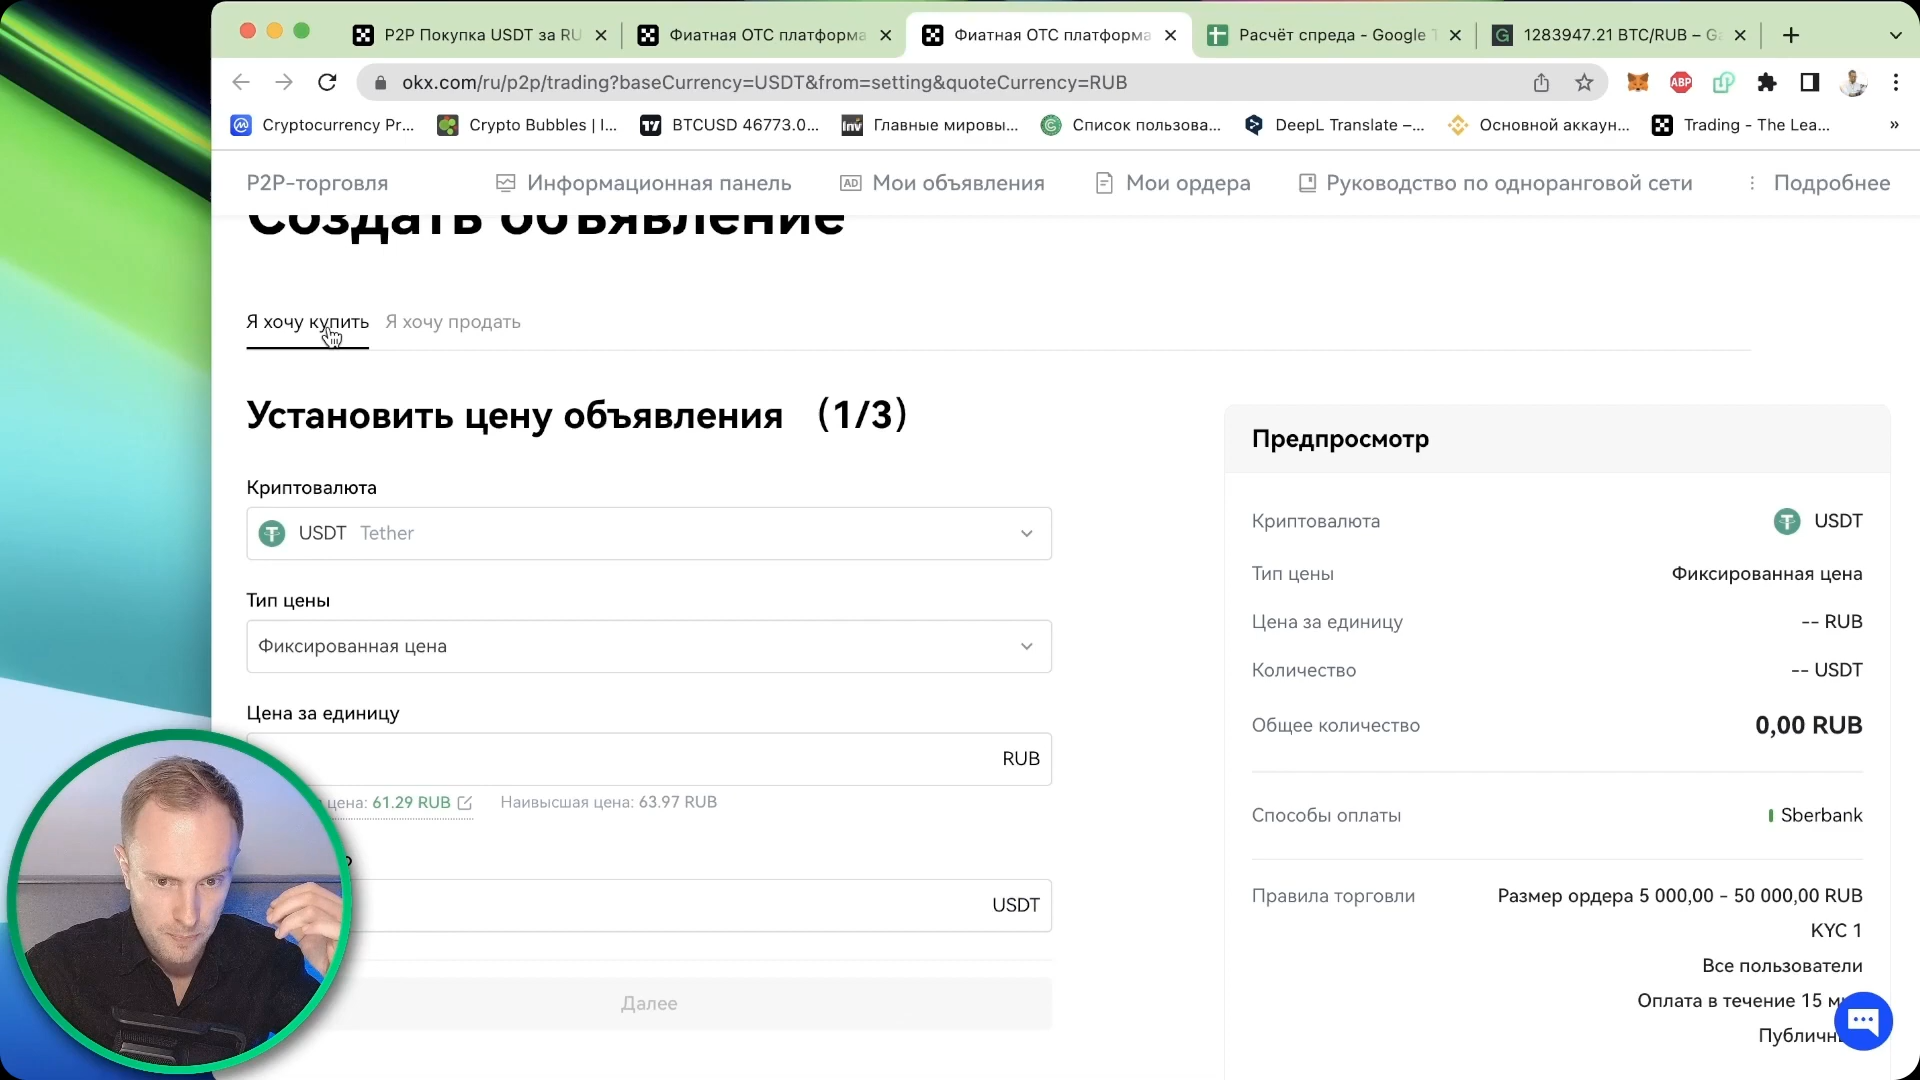 P2P Покупка USDT за RU
Фиатная OTC платформа
Фиатная OTC платформа
Расчёт спреда - Google
1283947.21 BTC/RUB – G
okx.com/ru/p2p/trading?baseCurrency=USDT&from=setting&quoteCurrency=RUB
ABP
Cryptocurrency Pr...
Crypto Bubbles | I...
BTCUSD 46773.0...
Inv
Главные мировы...
Список пользова...
DeepL Translate –...
Основной аккаун...
Trading - The Lea...
»
P2P-торговля
Информационная панель
AD Мои объявления
Мои ордера
Руководство по одноранговой сети
Подробнее
Создать объявление
Я хочу купить
Я хочу продать
Установить цену объявления (1/3)
Криптовалюта
USDT Tether
Тип цены
Фиксированная цена
Цена за единицу
RUB
цена: 61.29 RUB
Наивысшая цена: 63.97 RUB
USDT
Далее
Предпросмотр
Криптовалюта
USDT
Тип цены
Фиксированная цена
Цена за единицу
-- RUB
Количество
-- USDT
Общее количество
0,00 RUB
Способы оплаты
Sberbank
Правила торговли
Размер ордера 5 000,00 - 50 000,00 RUB
KYC 1
Все пользователи
Оплата в течение 15 м
Публичн